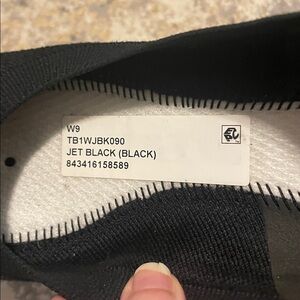 W9
TB1WJBK090
JET BLACK (BLACK)
843416158589